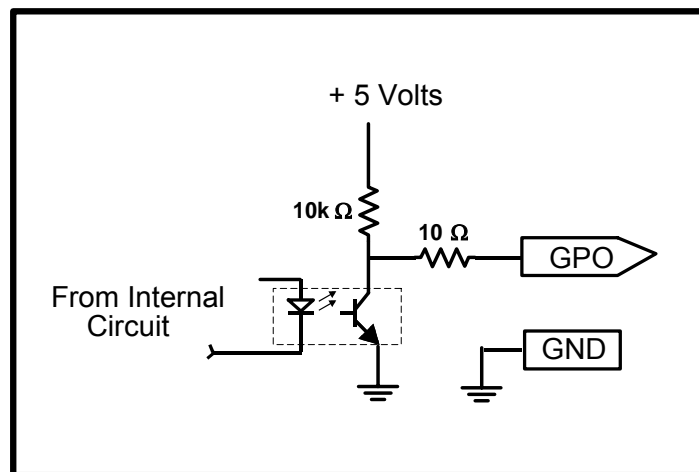 + 5 Volts
10k Ω
10 Ω
GPO
From Internal
Circuit
GND